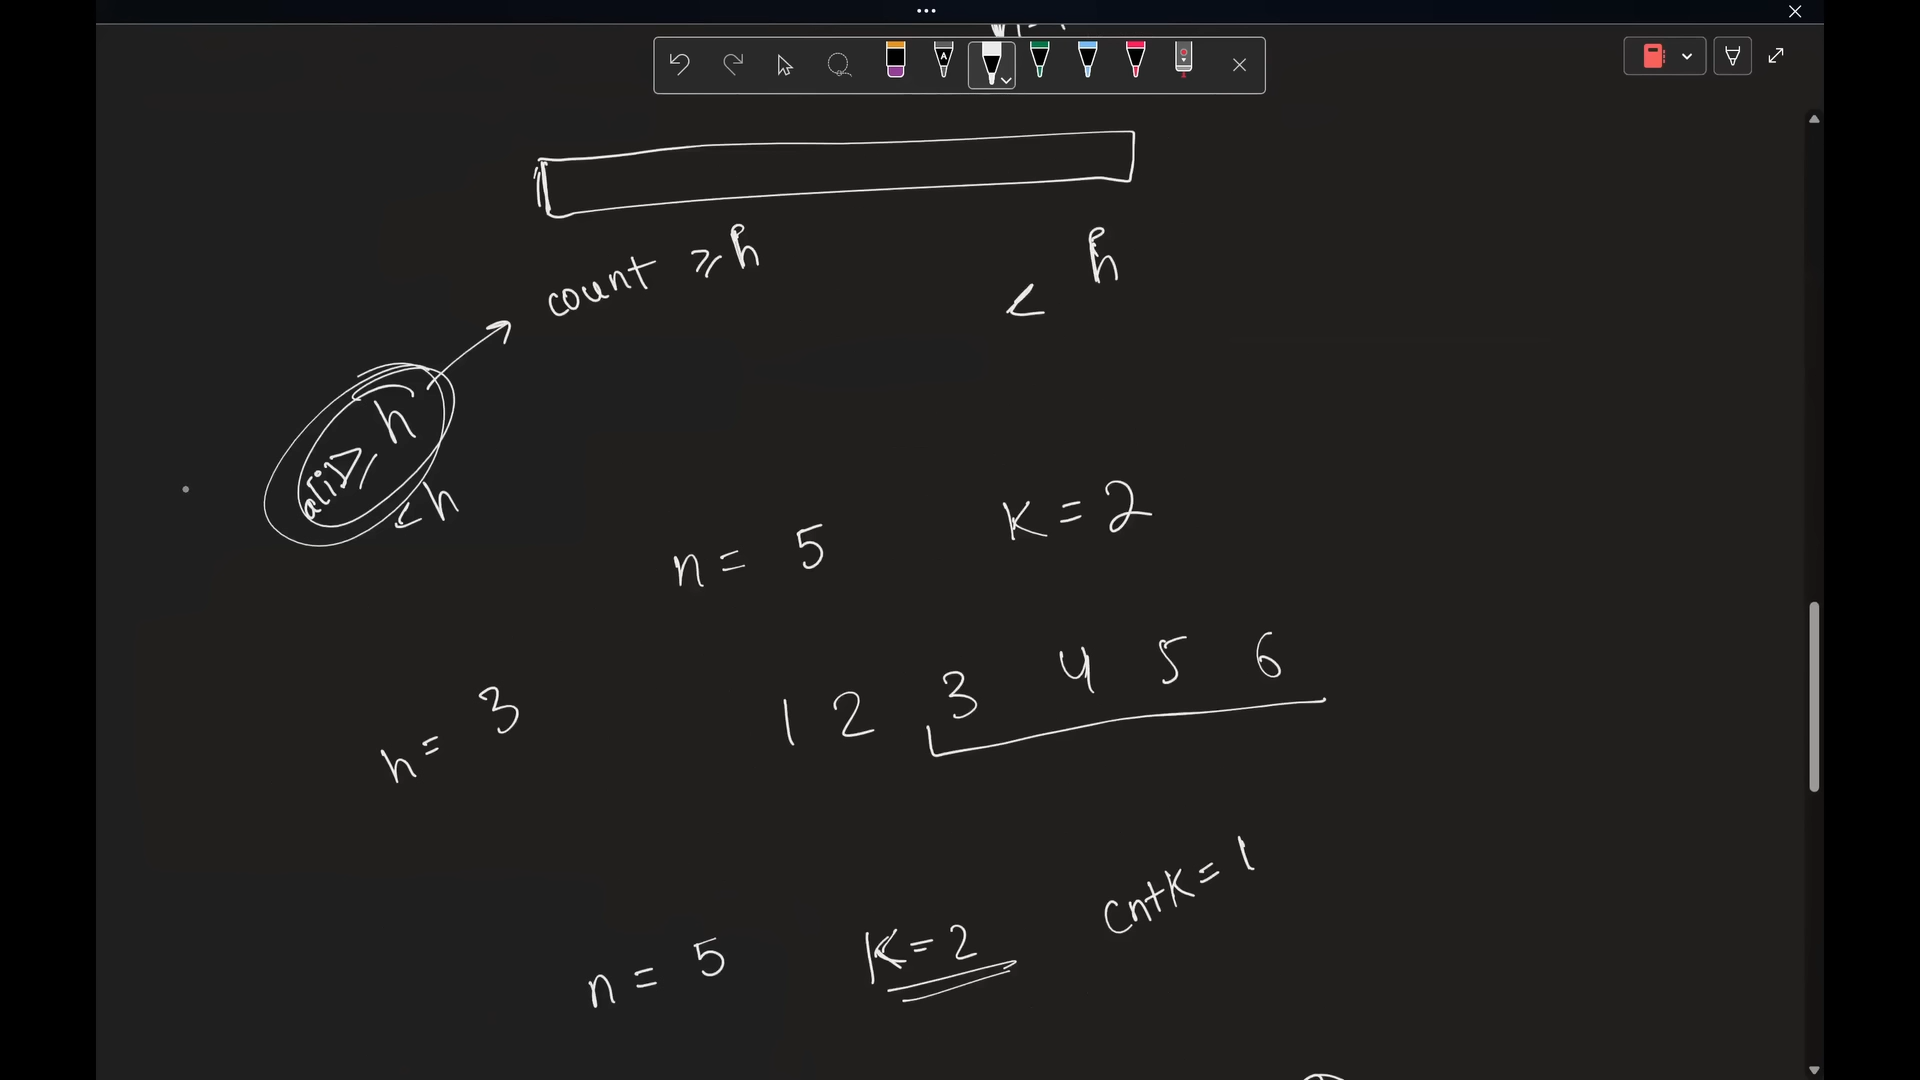 count ⩾ h
< h
a[i] ⩾ h
< h
n = 5 K = 2
h = 3 1 2 3 4 5 6
n = 5 K = 2 CntK = 1